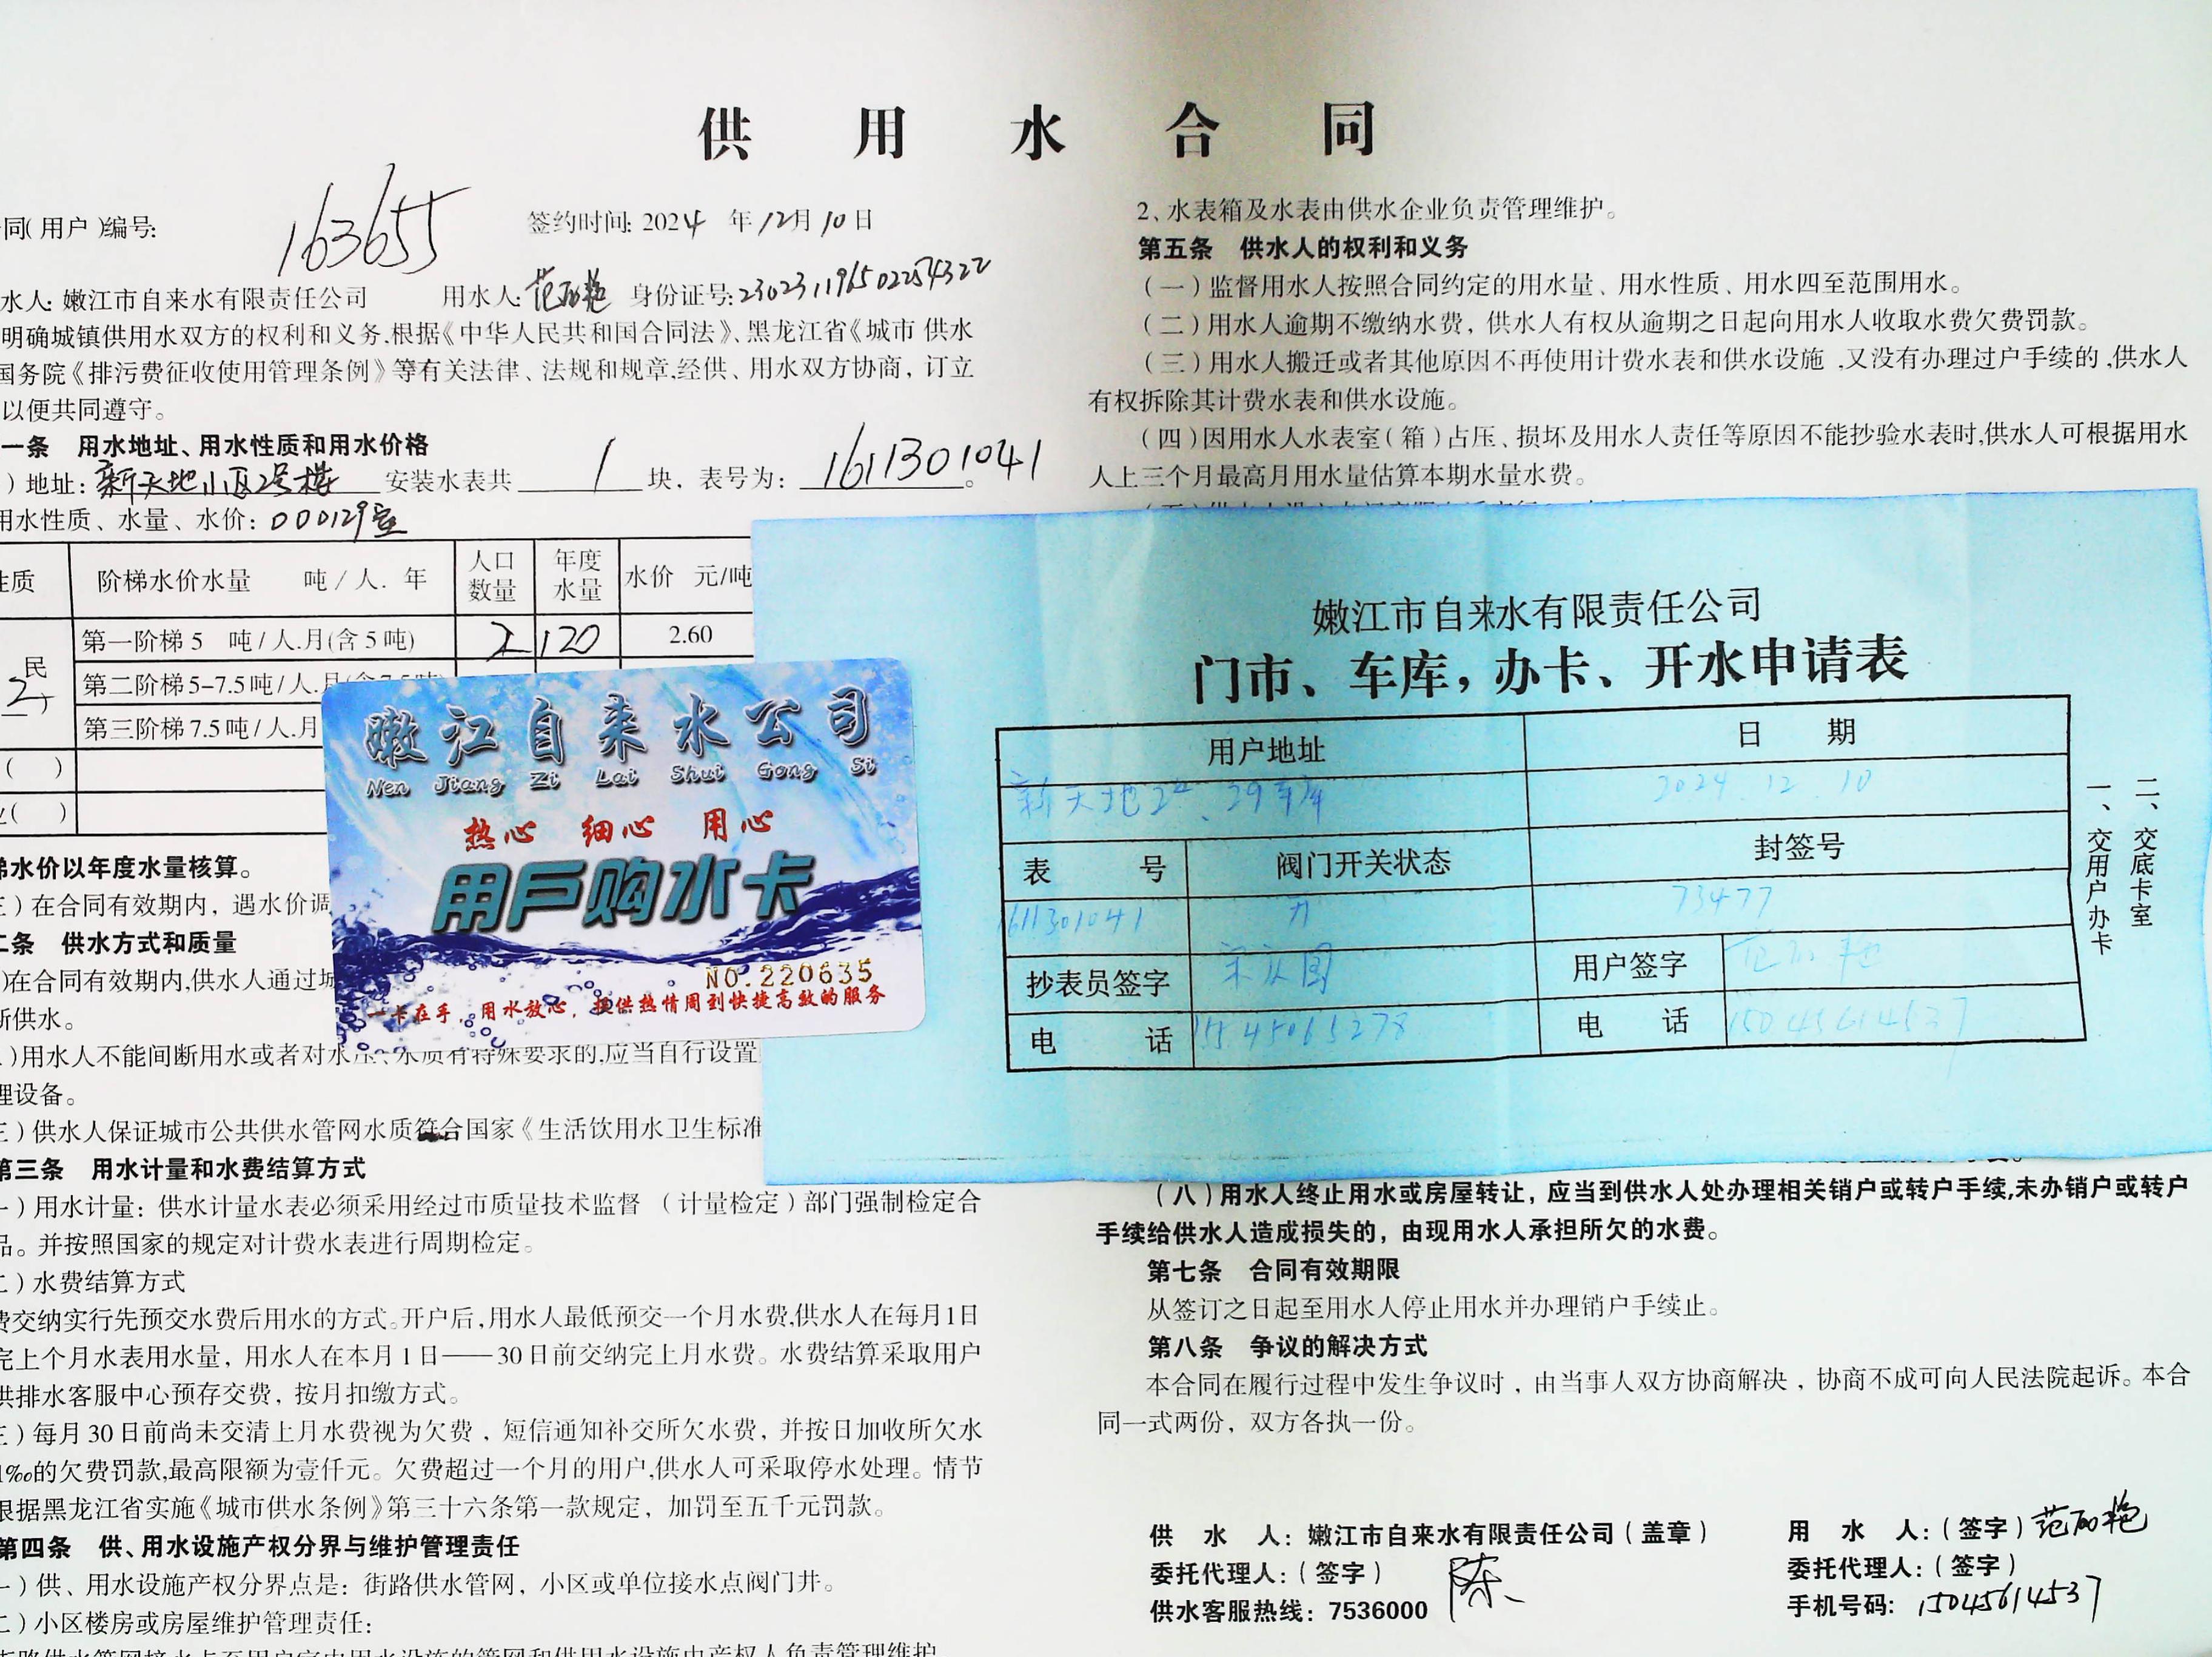 供 用 水 合 同
同(用户)编号: 163655 签约时间: 2024 年 12月 10 日
水人: 嫩江市自来水有限责任公司 用水人: 范丽艳 身份证号:
明确城镇供用水双方的权利和义务,根据《中华人民共和国合同法》、黑龙江省《城市 供水
国务院《排污费征收使用管理条例》等有关法律、法规和规章,经供、用水双方协商，订立
以便共同遵守。
一条 用水地址、用水性质和用水价格
)地址: 新天地小区2号楼 安装水表共 1 块，表号为: 1611301041。
用水性质、水量、水价: 000129室
性质 阶梯水价水量 吨/人．年 人口数量 年度水量 水价 元/吨
民 第一阶梯 5 吨/人.月(含 5 吨) 2 120 2.60
第二阶梯 5-7.5 吨/人.月
第三阶梯 7.5 吨/人.月
( )
( )
梯水价以年度水量核算。
三)在合同有效期内，遇水价调
二条 供水方式和质量
)在合同有效期内,供水人通过城
新供水。
)用水人不能间断用水或者对水压、水质有特殊要求的,应当自行设置
理设备。
三)供水人保证城市公共供水管网水质符合国家《生活饮用水卫生标准
第三条 用水计量和水费结算方式
一)用水计量：供水计量水表必须采用经过市质量技术监督 （计量检定）部门强制检定合
品。并按照国家的规定对计费水表进行周期检定。
二)水费结算方式
费交纳实行先预交水费后用水的方式。开户后,用水人最低预交一个月水费,供水人在每月1日
完上个月水表用水量，用水人在本月 1 日——30 日前交纳完上月水费。水费结算采取用户
供排水客服中心预存交费，按月扣缴方式。
三)每月 30 日前尚未交清上月水费视为欠费，短信通知补交所欠水费，并按日加收所欠水
1‰的欠费罚款,最高限额为壹仟元。欠费超过一个月的用户,供水人可采取停水处理。情节
根据黑龙江省实施《城市供水条例》第三十六条第一款规定，加罚至五千元罚款。
第四条 供、用水设施产权分界与维护管理责任
一)供、用水设施产权分界点是：街路供水管网，小区或单位接水点阀门井。
二)小区楼房或房屋维护管理责任：
2、水表箱及水表由供水企业负责管理维护。
第五条 供水人的权利和义务
(一)监督用水人按照合同约定的用水量、用水性质、用水四至范围用水。
(二)用水人逾期不缴纳水费，供水人有权从逾期之日起向用水人收取水费欠费罚款。
(三)用水人搬迁或者其他原因不再使用计费水表和供水设施,又没有办理过户手续的,供水人
有权拆除其计费水表和供水设施。
(四)因用水人水表室(箱)占压、损坏及用水人责任等原因不能抄验水表时,供水人可根据用水
人上三个月最高月用水量估算本期水量水费。
嫩江市自来水有限责任公司
门市、车库，办卡、开水申请表
用户地址 日 期
新天地2#、29车库 2024.12.10
表 号 阀门开关状态 封签号
1611301041 开 73477
抄表员签字 用户签字 范丽艳
电 话 15545065278 电 话 15045614537
一、交用户办卡
二、交底卡室
嫩江自来水公司
Nen Jiang Zi Lai Shui Gong Si
热心 细心 用心
用户购水卡
NO.220635
一卡在手，用水放心，提供热情周到快捷高效的服务
(八)用水人终止用水或房屋转让，应当到供水人处办理相关销户或转户手续,未办销户或转户
手续给供水人造成损失的，由现用水人承担所欠的水费。
第七条 合同有效期限
从签订之日起至用水人停止用水并办理销户手续止。
第八条 争议的解决方式
本合同在履行过程中发生争议时，由当事人双方协商解决，协商不成可向人民法院起诉。本合
同一式两份，双方各执一份。
供 水 人：嫩江市自来水有限责任公司（盖章） 用 水 人：（签字）范丽艳
委托代理人：（签字） 陈 委托代理人：（签字）
供水客服热线：7536000 手机号码：15045614537